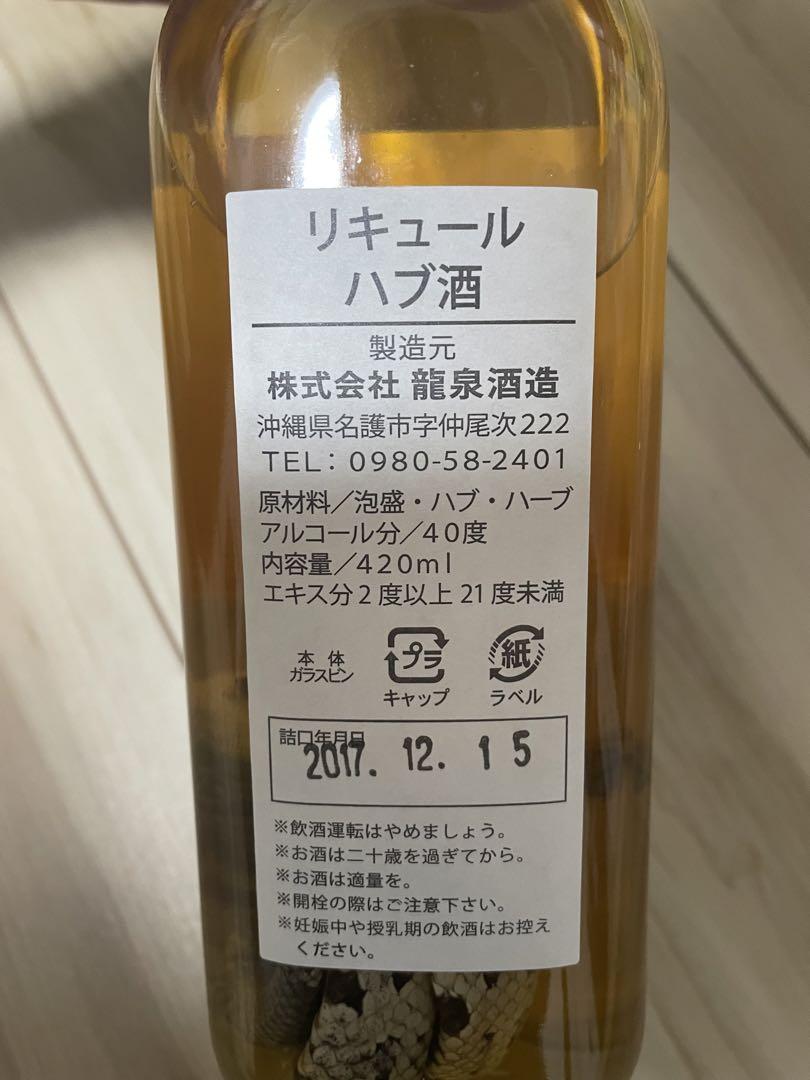 リキュール
ハブ酒
製造元
株式会社 龍泉酒造
沖縄県名護市字仲尾次222
TEL：0980-58-2401
原材料／泡盛・ハブ・ハーブ
アルコール分／40度
内容量／420ml
エキス分2度以上21度未満
本体
ガラスビン
プラ
キャップ
紙
ラベル
詰口年月日
2017.12.15
※飲酒運転はやめましょう。
※お酒は二十歳を過ぎてから。
※お酒は適量を。
※開栓の際はご注意下さい。
※妊娠中や授乳期の飲酒はお控え
ください。